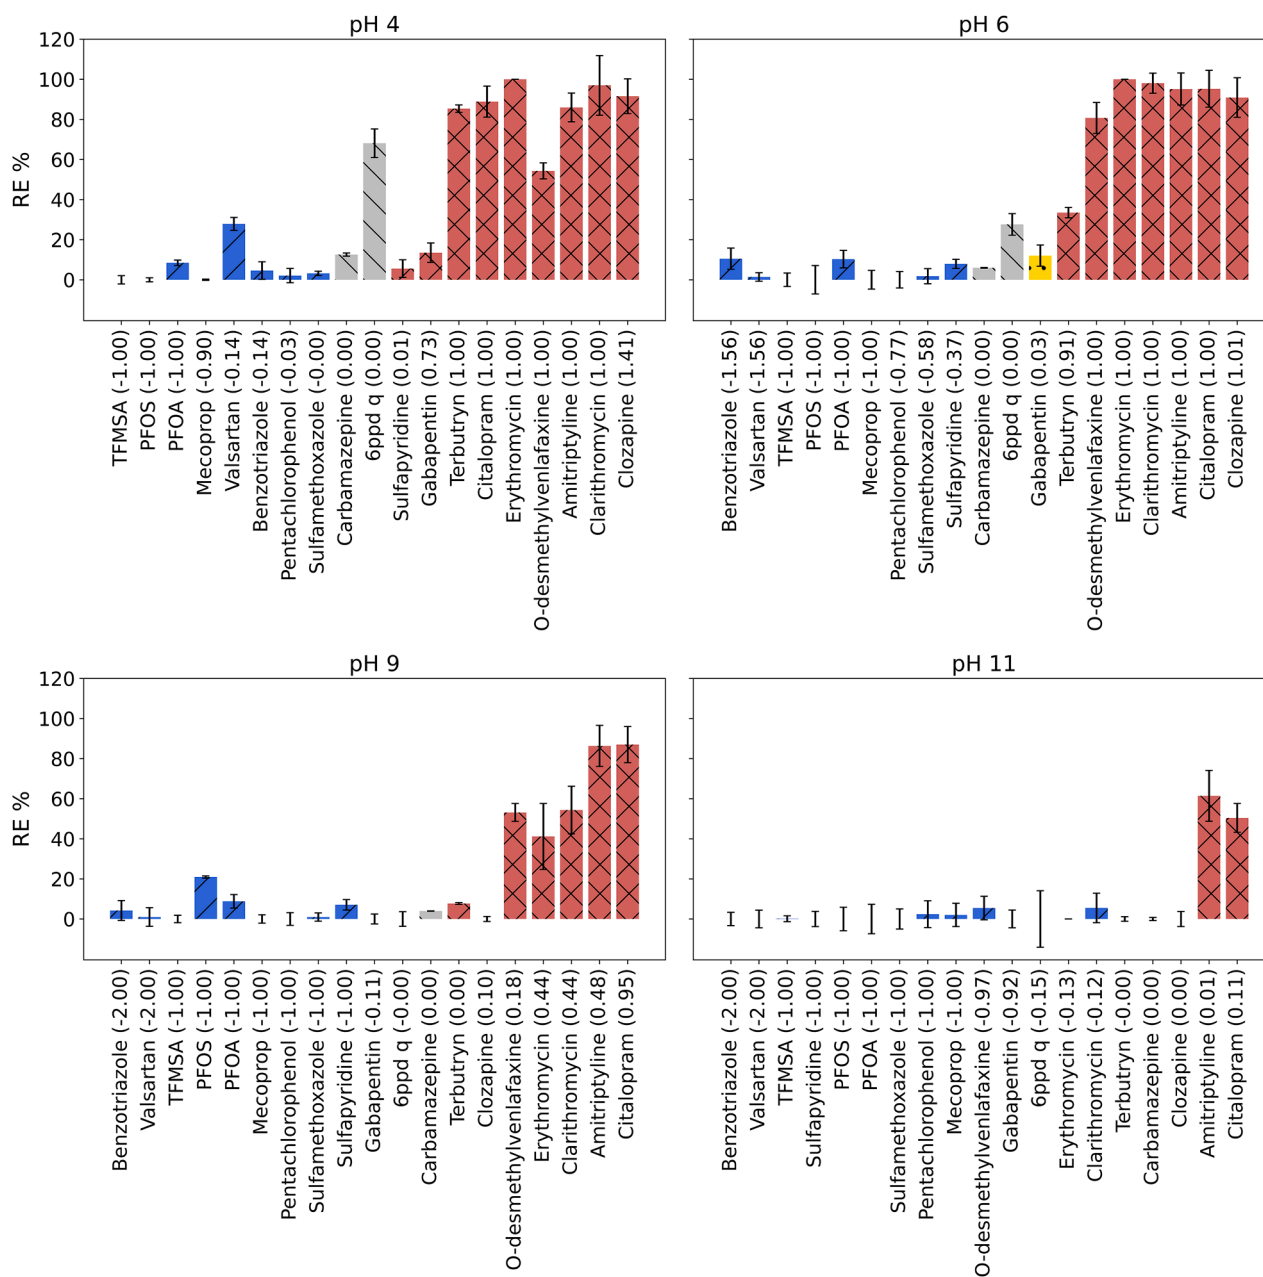 pH 4
pH 6
RE %
120
100
80
60
40
20
0
TFMSA (-1.00)
PFOS (-1.00)
PFOA (-1.00)
Mecoprop (-0.90)
Valsartan (-0.14)
Benzotriazole (-0.14)
Pentachlorophenol (-0.03)
Sulfamethoxazole (-0.00)
Carbamazepine (0.00)
6ppd q (0.00)
Sulfapyridine (0.01)
Gabapentin (0.73)
Terbutryn (1.00)
Citalopram (1.00)
Erythromycin (1.00)
O-desmethylvenlafaxine (1.00)
Amitriptyline (1.00)
Clarithromycin (1.00)
Clozapine (1.41)
Benzotriazole (-1.56)
Valsartan (-1.56)
TFMSA (-1.00)
PFOS (-1.00)
PFOA (-1.00)
Mecoprop (-1.00)
Pentachlorophenol (-0.77)
Sulfamethoxazole (-0.58)
Sulfapyridine (-0.37)
Carbamazepine (0.00)
6ppd q (0.00)
Gabapentin (0.03)
Terbutryn (0.91)
O-desmethylvenlafaxine (1.00)
Erythromycin (1.00)
Clarithromycin (1.00)
Amitriptyline (1.00)
Citalopram (1.00)
Clozapine (1.01)
pH 9
pH 11
RE %
120
100
80
60
40
20
0
Benzotriazole (-2.00)
Valsartan (-2.00)
TFMSA (-1.00)
PFOS (-1.00)
PFOA (-1.00)
Mecoprop (-1.00)
Pentachlorophenol (-1.00)
Sulfamethoxazole (-1.00)
Sulfapyridine (-1.00)
Gabapentin (-0.11)
6ppd q (-0.00)
Carbamazepine (0.00)
Terbutryn (0.00)
Clozapine (0.10)
O-desmethylvenlafaxine (0.18)
Erythromycin (0.44)
Clarithromycin (0.44)
Amitriptyline (0.48)
Citalopram (0.95)
Benzotriazole (-2.00)
Valsartan (-2.00)
TFMSA (-1.00)
Sulfapyridine (-1.00)
PFOS (-1.00)
PFOA (-1.00)
Sulfamethoxazole (-1.00)
Pentachlorophenol (-1.00)
Mecoprop (-1.00)
O-desmethylvenlafaxine (-0.97)
Gabapentin (-0.92)
6ppd q (-0.15)
Erythromycin (-0.13)
Clarithromycin (-0.12)
Terbutryn (-0.00)
Carbamazepine (0.00)
Clozapine (0.00)
Amitriptyline (0.01)
Citalopram (0.11)